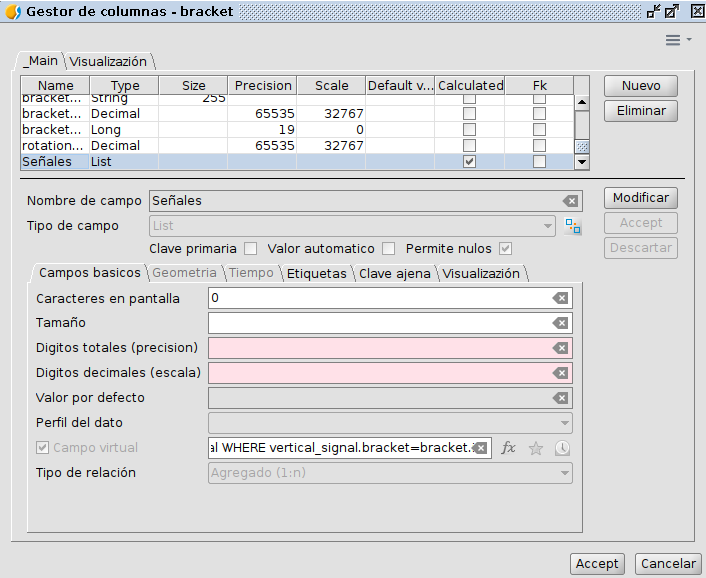 Gestor de columnas - bracket
_Main Visualizazión
Name Type Size Precision Scale Default v... Calculated Fk
bracket... String 255
bracket... Decimal 65535 32767
bracket... Long 19 0
rotation... Decimal 65535 32767
Señales List
Nuevo
Eliminar
Nombre de campo Señales
Tipo de campo List
Clave primaria Valor automatico Permite nulos
Modificar
Accept
Descartar
Campos basicos Geometria Tiempo Etiquetas Clave ajena Visualizazión
Caracteres en pantalla 0
Tamaño
Digitos totales (precision)
Digitos decimales (escala)
Valor por defecto
Perfil del dato
Campo virtual al WHERE vertical_signal.bracket=bracket. fx
Tipo de relación Agregado (1:n)
Accept Cancelar